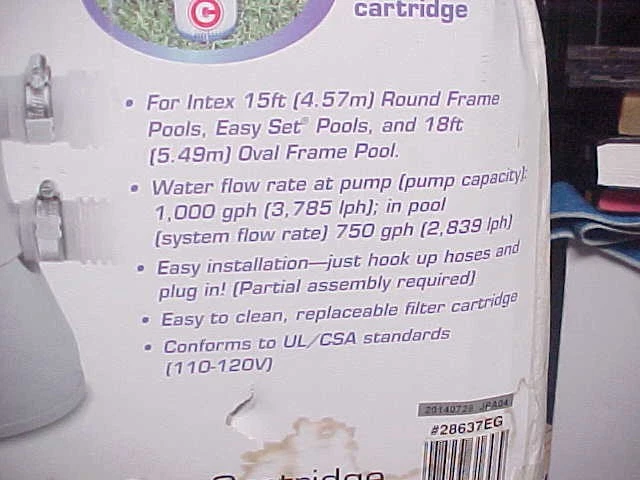 C
cartridge
• For Intex 15ft (4.57m) Round Frame
Pools, Easy Set® Pools, and 18ft
(5.49m) Oval Frame Pool.
• Water flow rate at pump (pump capacity):
1,000 gph (3,785 lph); in pool
(system flow rate) 750 gph (2,839 lph)
• Easy installation—just hook up hoses and
plug in! (Partial assembly required)
• Easy to clean, replaceable filter cartridge
• Conforms to UL/CSA standards
(110-120V)
20140728 JPA04
#28637EG
Cartridge